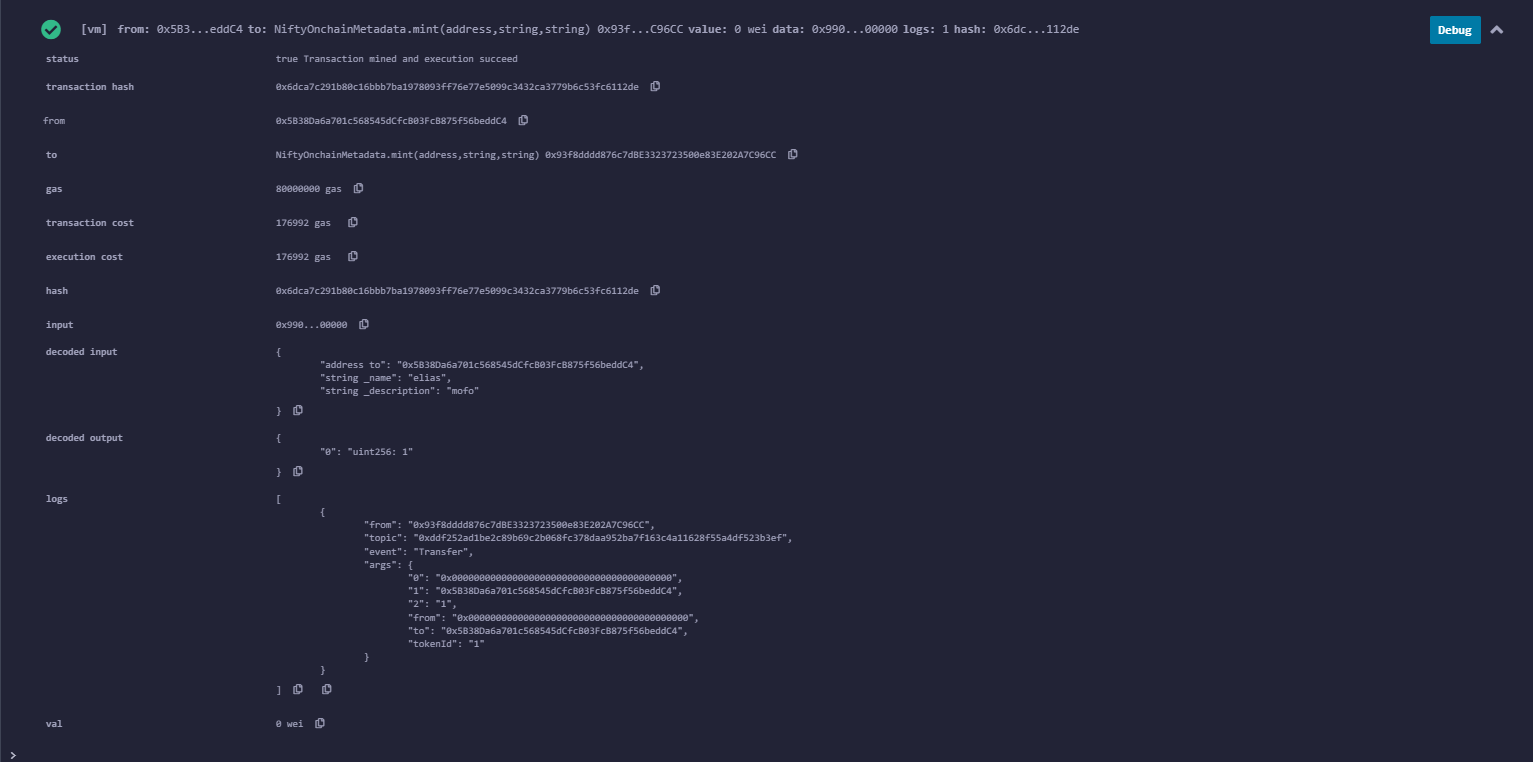 [vm] from: 0x5B3...eddC4 to: NiftyOnchainMetadata.mint(address,string,string) 0x93f...C96CC value: 0 wei data: 0x990...00000 logs: 1 hash: 0x6dc...112de Debug
status true Transaction mined and execution succeed
transaction hash 0x6dca7c291b80c16bbb7ba1978093ff76e77e5099c3432ca3779b6c53fc6112de
from 0x5B38Da6a701c568545dCfcB03FcB875f56beddC4
to NiftyOnchainMetadata.mint(address,string,string) 0x93f8dddd876c7dBE3323723500e83E202A7C96CC
gas 80000000 gas
transaction cost 176992 gas
execution cost 176992 gas
hash 0x6dca7c291b80c16bbb7ba1978093ff76e77e5099c3432ca3779b6c53fc6112de
input 0x990...00000
decoded input {
"address to": "0x5B38Da6a701c568545dCfcB03FcB875f56beddC4",
"string _name": "elias",
"string _description": "mofo"
}
decoded output {
"0": "uint256: 1"
}
logs [
{
"from": "0x93f8dddd876c7dBE3323723500e83E202A7C96CC",
"topic": "0xddf252ad1be2c89b69c2b068fc378daa952ba7f163c4a11628f55a4df523b3ef",
"event": "Transfer",
"args": {
"0": "0x0000000000000000000000000000000000000000",
"1": "0x5B38Da6a701c568545dCfcB03FcB875f56beddC4",
"2": "1",
"from": "0x0000000000000000000000000000000000000000",
"to": "0x5B38Da6a701c568545dCfcB03FcB875f56beddC4",
"tokenId": "1"
}
}
]
val 0 wei
>